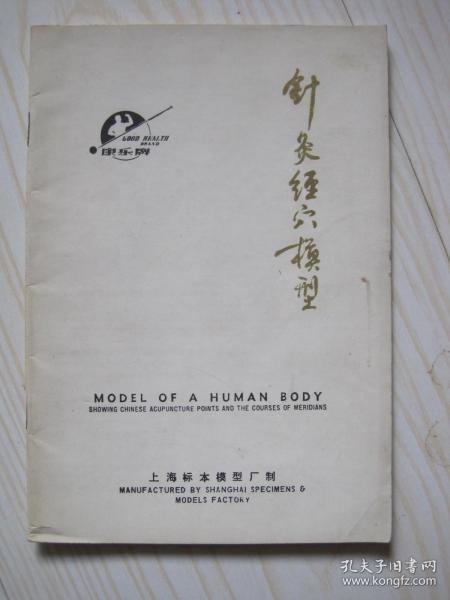 针灸经穴模型
GOOD HEALTH
BRAND
康乐牌
MODEL OF A HUMAN BODY
SHOWING CHINESE ACUPUNCTURE POINTS AND THE COURSES OF MERIDIANS
上海标本模型厂制
MANUFACTURED BY SHANGHAI SPECIMENS &
MODELS FACTORY
孔夫子旧书网
www.kongfz.com